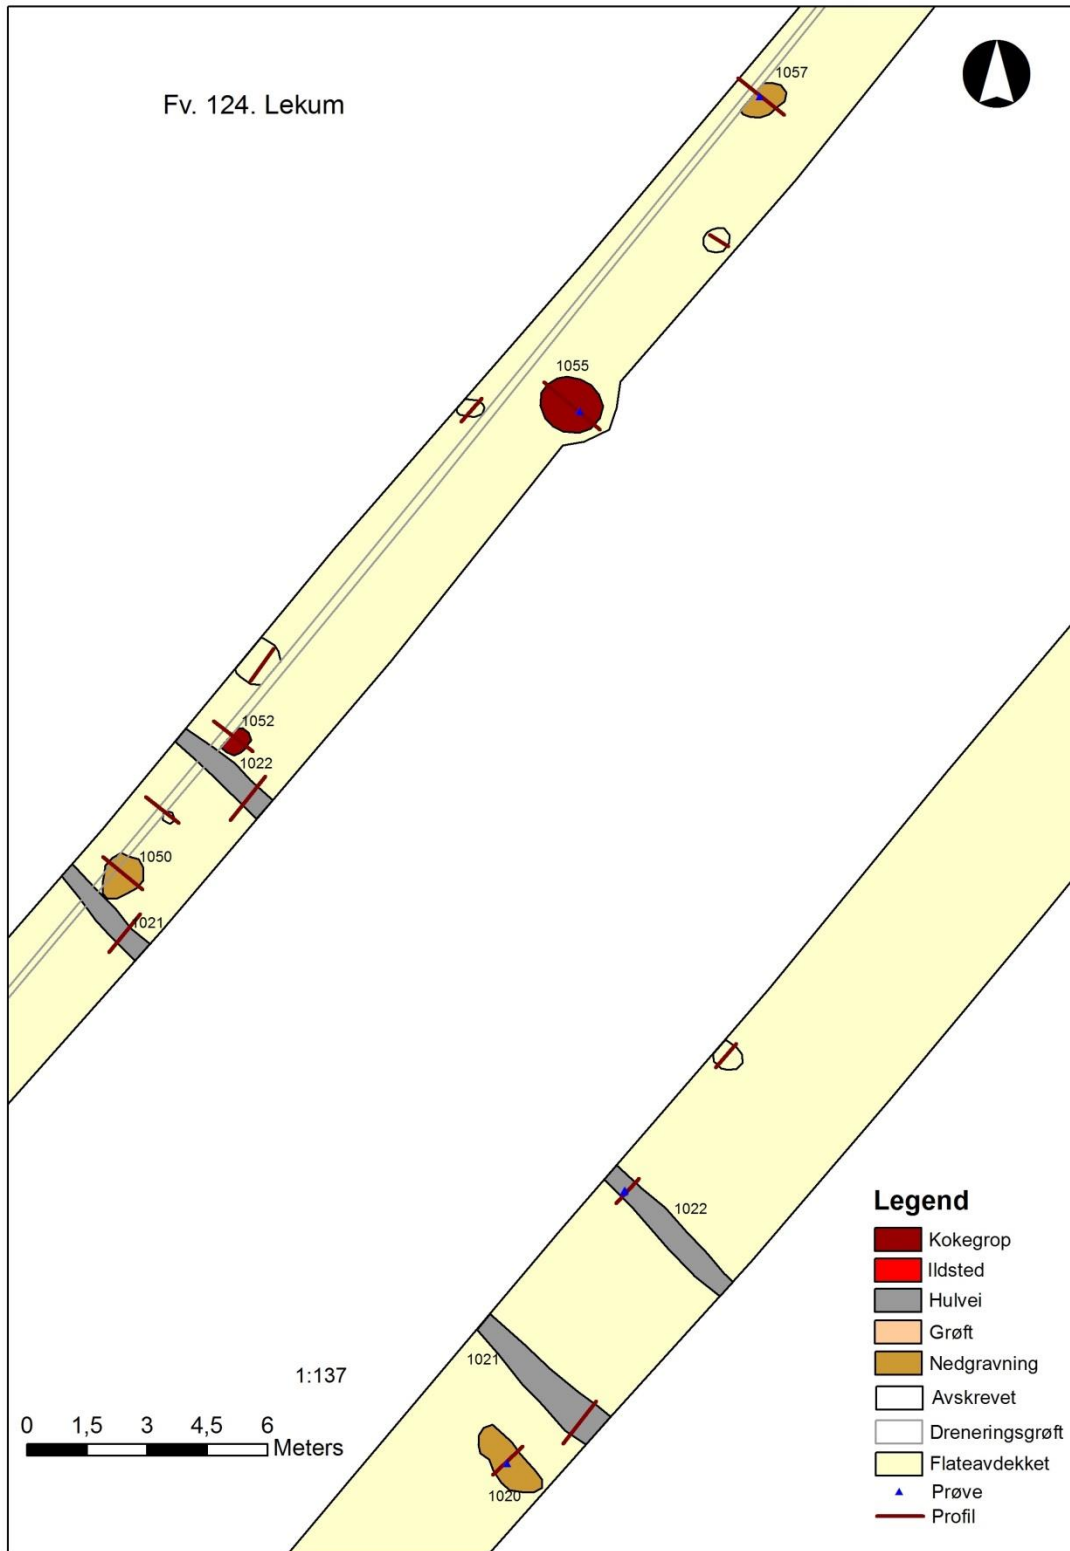 Fv. 124. Lekum
1057
1055
1052
1022
1050
1021
1022
1021
1020
1:137
0 1,5 3 4,5 6
Meters
Legend
Kokegrop
Ildsted
Hulvei
Grøft
Nedgravning
Avskrevet
Dreneringsgrøft
Flateavdekket
Prøve
Profil